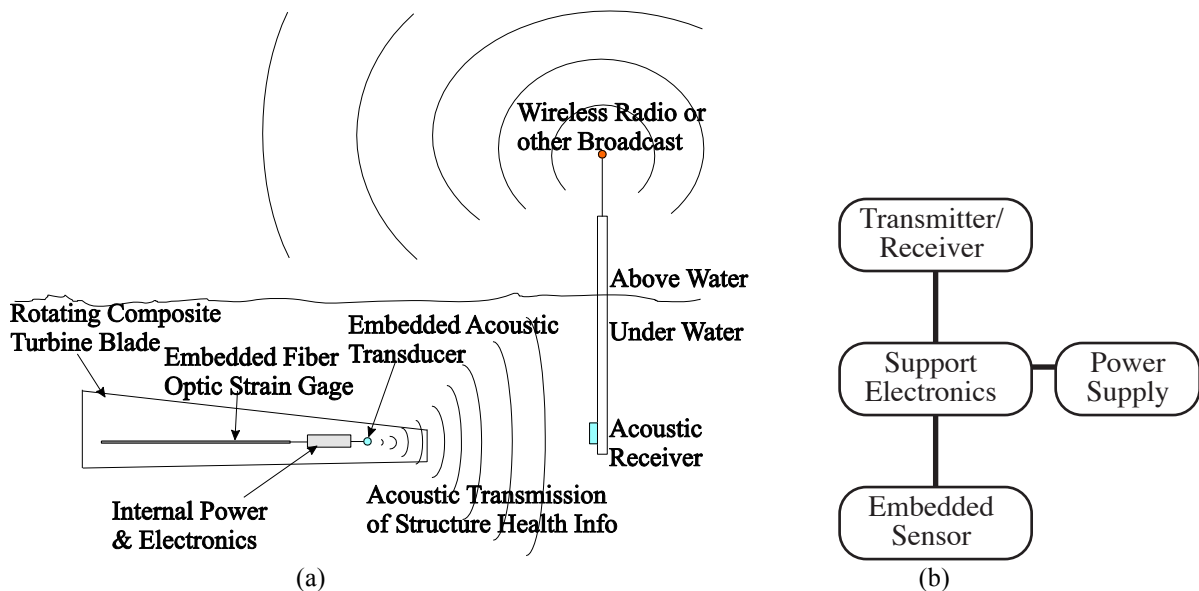 Wireless Radio or
other Broadcast
Above Water
Under Water
Rotating Composite
Turbine Blade
Embedded Fiber
Optic Strain Gage
Embedded Acoustic
Transducer
Acoustic
Receiver
Internal Power
& Electronics
Acoustic Transmission
of Structure Health Info
(a)
Transmitter/
Receiver
Support
Electronics
Power
Supply
Embedded
Sensor
(b)